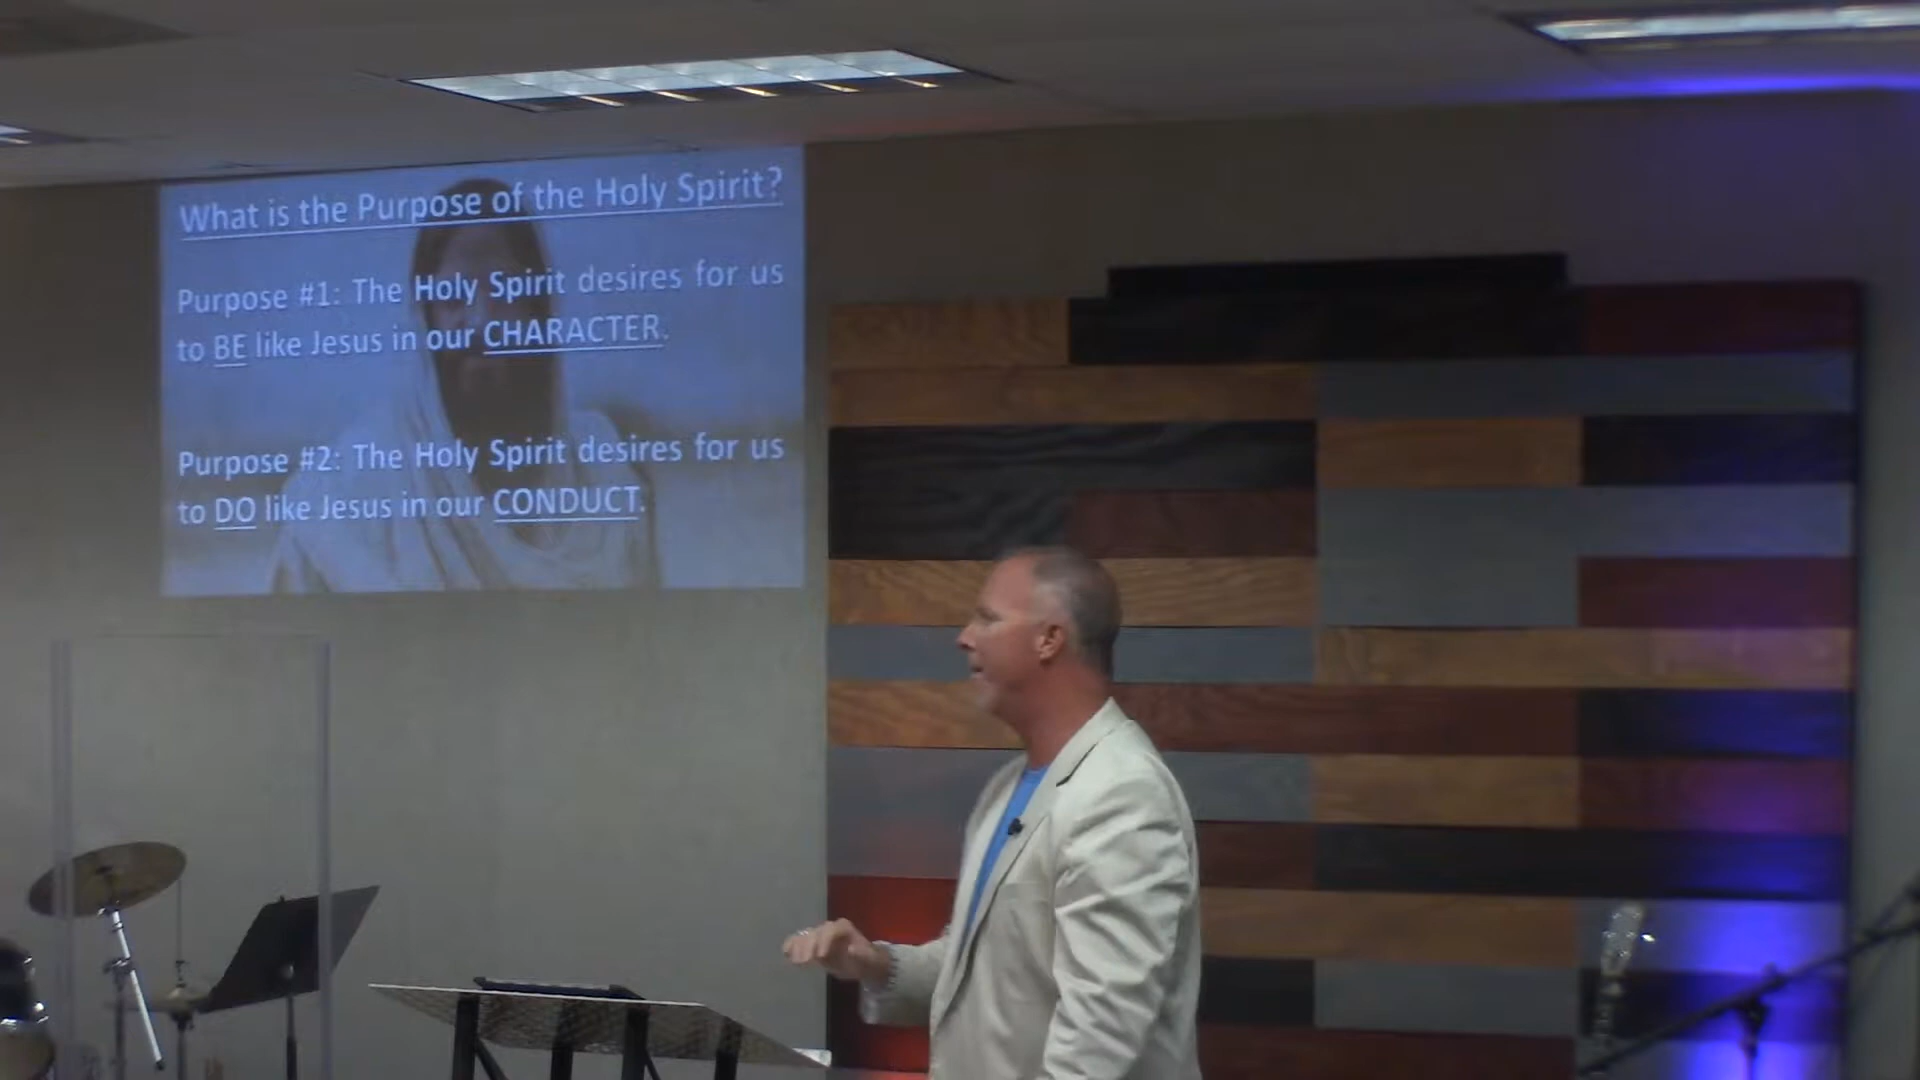 What is the Purpose of the Holy Spirit?
Purpose #1: The Holy Spirit desires for us
to BE like Jesus in our CHARACTER.
Purpose #2: The Holy Spirit desires for us
to DO like Jesus in our CONDUCT.